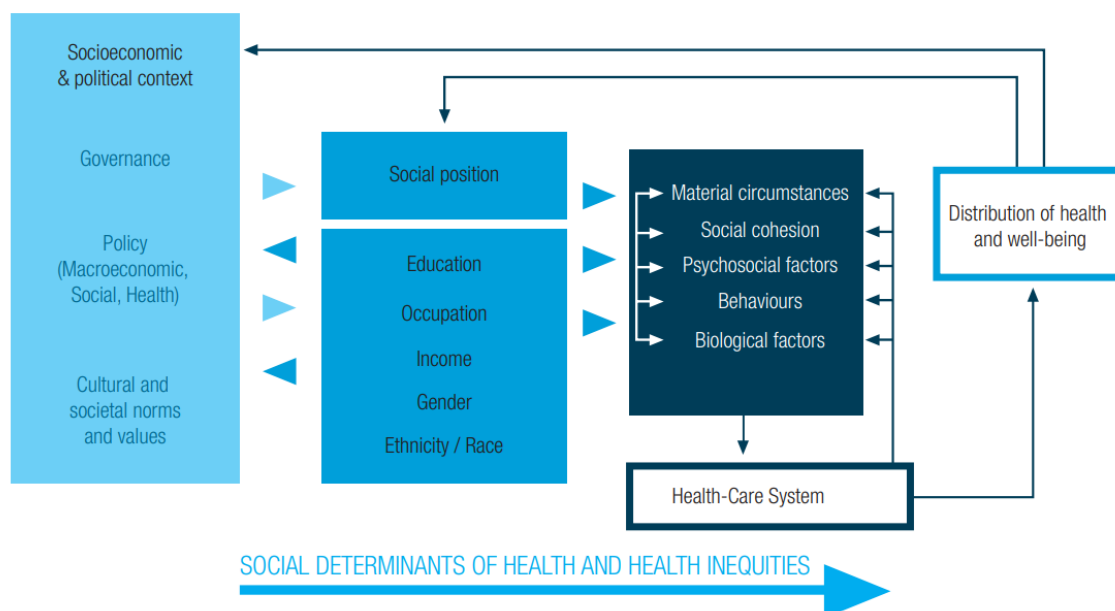 Socioeconomic
& political context
Governance
Policy
(Macroeconomic,
Social, Health)
Cultural and
societal norms
and values
Social position
Education
Occupation
Income
Gender
Ethnicity / Race
Material circumstances
Social cohesion
Psychosocial factors
Behaviours
Biological factors
Health-Care System
Distribution of health
and well-being
SOCIAL DETERMINANTS OF HEALTH AND HEALTH INEQUITIES